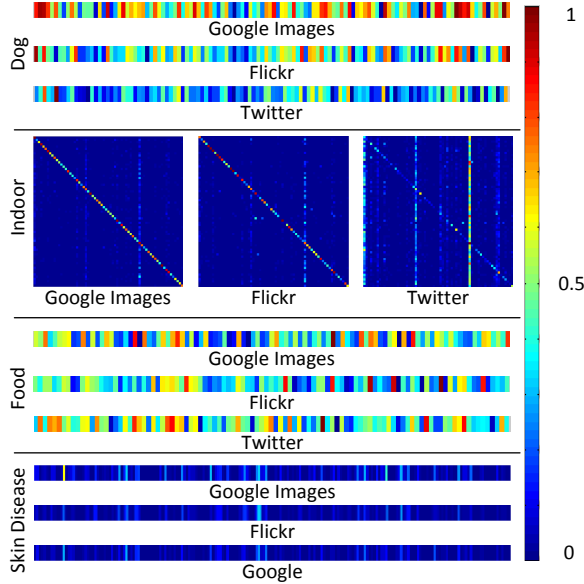 1
Google Images
Dog
Flickr
Twitter
Indoor
0.5
Google Images Flickr Twitter
Google Images
Food
Flickr
Twitter
Skin Disease
Google Images
Flickr
0
Google